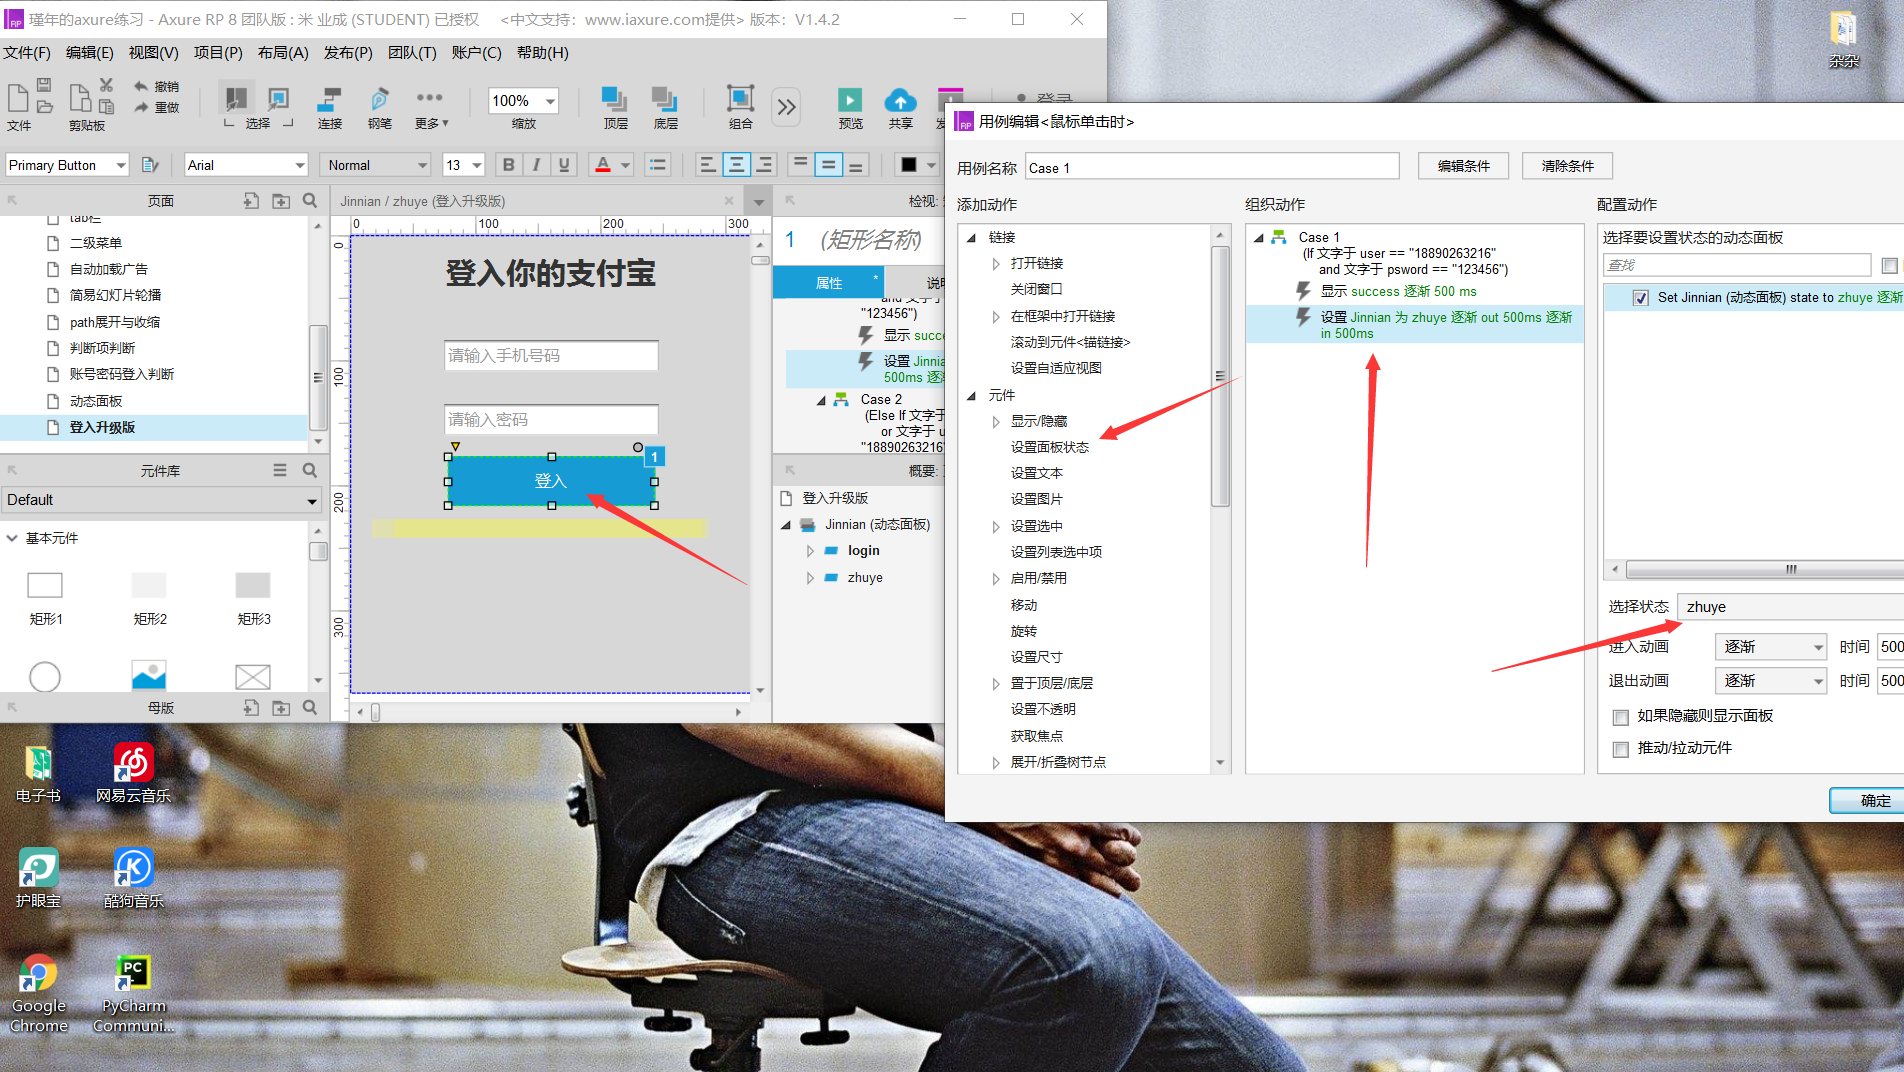 瑾年的axure练习 - Axure RP 8 团队版 : 米 业成 (STUDENT) 已授权 <中文支持：www.iaxure.com提供> 版本：V1.4.2
文件(F) 编辑(E) 视图(V) 项目(P) 布局(A) 发布(P) 团队(T) 账户(C) 帮助(H)
撤销
重做
100%
文件 剪贴板 选择 连接 钢笔 更多▾ 缩放 顶层 底层 组合 预览 共享
登录
Primary Button Arial Normal 13 B I U A
页面
tab栏
二级菜单
自动加载广告
简易幻灯片轮播
path展开与收缩
判断项判断
账号密码登入判断
动态面板
登入升级版
元件库
Default
基本元件
矩形1 矩形2 矩形3
母版
Jinnian / zhuye (登入升级版)
0 100 200 300
0
100
200
300
登入你的支付宝
请输入手机号码
请输入密码
登入
1
检视:
1 (矩形名称)
属性 *
"123456")
显示 succe
设置 Jinnia
500ms 逐渐
Case 2
(Else If 文字于
or 文字于 u
"18890263216"
概要:
登入升级版
Jinnian (动态面板)
login
zhuye
用例编辑<鼠标单击时>
用例名称 Case 1 编辑条件 清除条件
添加动作
链接
打开链接
关闭窗口
在框架中打开链接
滚动到元件<锚链接>
设置自适应视图
元件
显示/隐藏
设置面板状态
设置文本
设置图片
设置选中
设置列表选中项
启用/禁用
移动
旋转
设置尺寸
置于顶层/底层
设置不透明
获取焦点
展开/折叠树节点
组织动作
Case 1
(If 文字于 user == "18890263216"
and 文字于 psword == "123456")
显示 success 逐渐 500 ms
设置 Jinnian 为 zhuye 逐渐 out 500ms 逐渐
in 500ms
配置动作
选择要设置状态的动态面板
查找
Set Jinnian (动态面板) state to zhuye 逐渐
选择状态 zhuye
进入动画 逐渐 时间 500
退出动画 逐渐 时间 500
如果隐藏则显示面板
推动/拉动元件
确定
杂杂
电子书 网易云音乐
护眼宝 酷狗音乐
Google
Chrome
PyCharm
Communi...